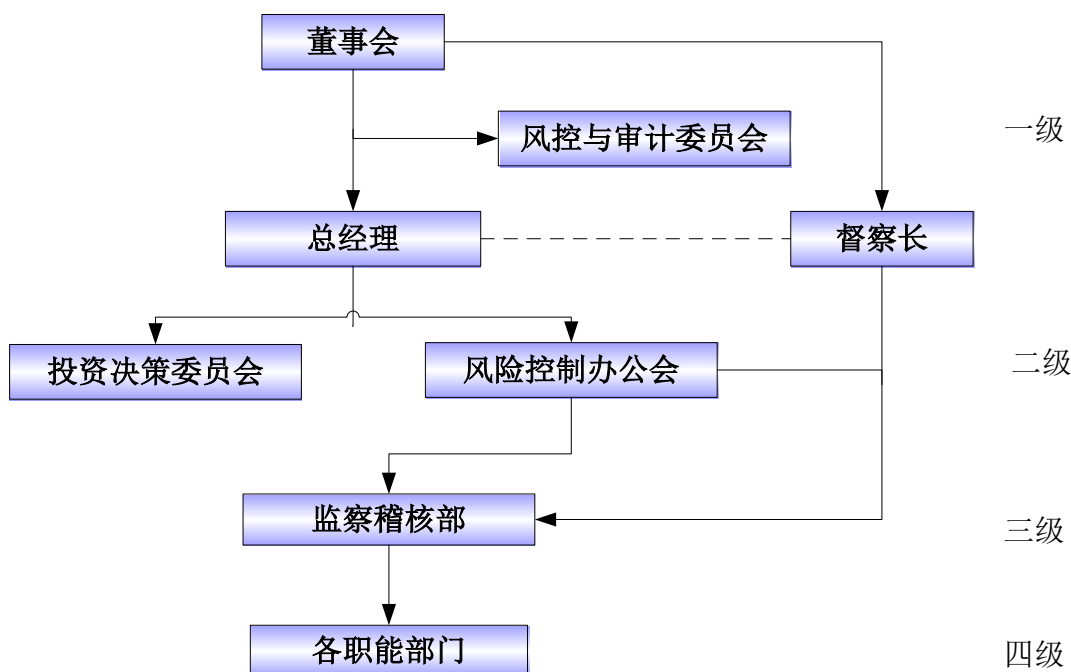 董事会
风控与审计委员会
一级
总经理
督察长
投资决策委员会
风险控制办公会
二级
监察稽核部
三级
各职能部门
四级